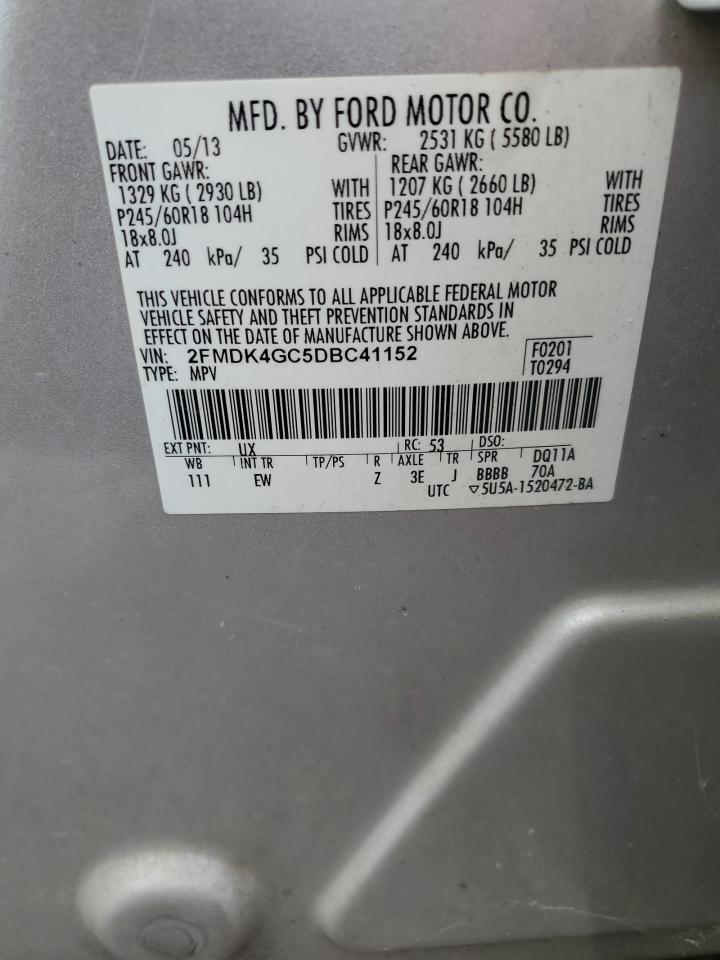 MFD. BY FORD MOTOR CO.
DATE: 05/13 GVWR: 2531 KG ( 5580 LB)
FRONT GAWR: REAR GAWR:
1329 KG ( 2930 LB) WITH 1207 KG ( 2660 LB) WITH
P245/60R18 104H TIRES P245/60R18 104H TIRES
18x8.0J RIMS 18x8.0J RIMS
AT 240 kPa/ 35 PSI COLD AT 240 kPa/ 35 PSI COLD
THIS VEHICLE CONFORMS TO ALL APPLICABLE FEDERAL MOTOR
VEHICLE SAFETY AND THEFT PREVENTION STANDARDS IN
EFFECT ON THE DATE OF MANUFACTURE SHOWN ABOVE.
VIN: 2FMDK4GC5DBC41152 F0201
TYPE: MPV T0294
EXT PNT: UX RC: 53 DSO:
WB INT TR TP/PS R AXLE TR SPR DQ11A
111 EW Z 3E J BBBB 70A
UTC ▽5U5A-1520472-BA